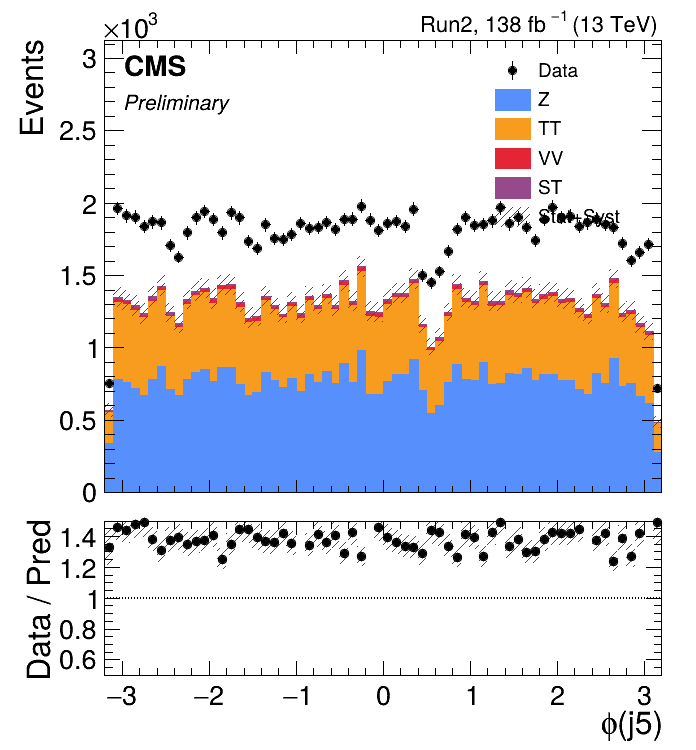 ×10³ Run2, 138 fb⁻¹ (13 TeV)
CMS
Preliminary
Data
Z
TT
VV
ST
Stat+Syst
Events
3
2.5
2
1.5
1
0.5
0
Data / Pred
1.4
1.2
1
0.8
0.6
−3 −2 −1 0 1 2 3
ϕ(j5)